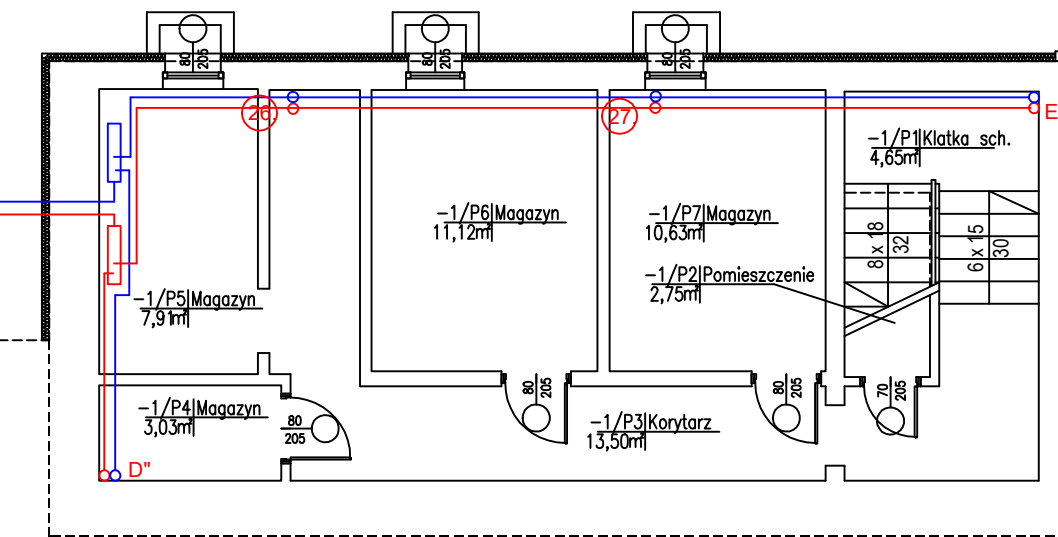 80
205
80
205
80
205
26.
27.
E
-1/P1 Klatka sch.
4,65m²
-1/P6 Magazyn
11,12m²
-1/P7 Magazyn
10,63m²
8 x 18
32
6 x 15
30
-1/P2 Pomieszczenie
2,75m²
-1/P5 Magazyn
7,91m²
-1/P4 Magazyn
3,03m²
80
205
80
205
80
205
70
205
-1/P3 Korytarz
13,50m²
D"